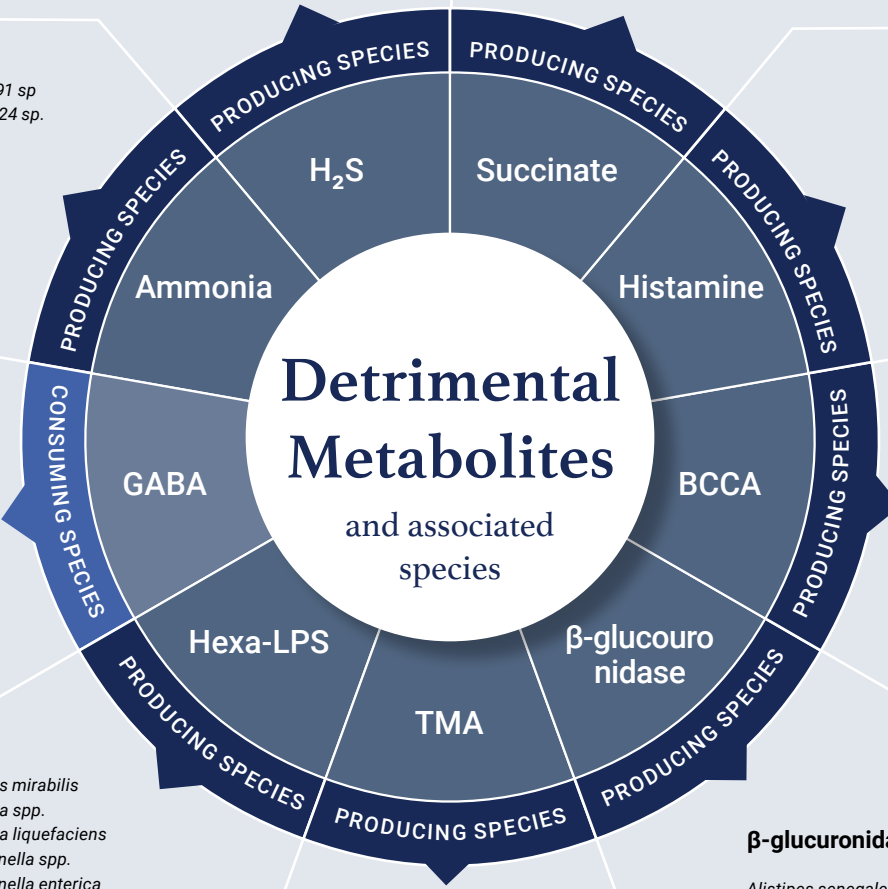 91 sp
24 sp.
PRODUCING SPECIES
PRODUCING SPECIES
H₂S
Succinate
PRODUCING SPECIES
PRODUCING SPECIES
Ammonia
Histamine
Detrimental
Metabolites
and associated
species
CONSUMING SPECIES
GABA
BCCA
PRODUCING SPECIES
Hexa-LPS
β-glucouro
nidase
TMA
PRODUCING SPECIES
PRODUCING SPECIES
PRODUCING SPECIES
s mirabilis
a spp.
a liquefaciens
nella spp.
nella enterica
β-glucuronida